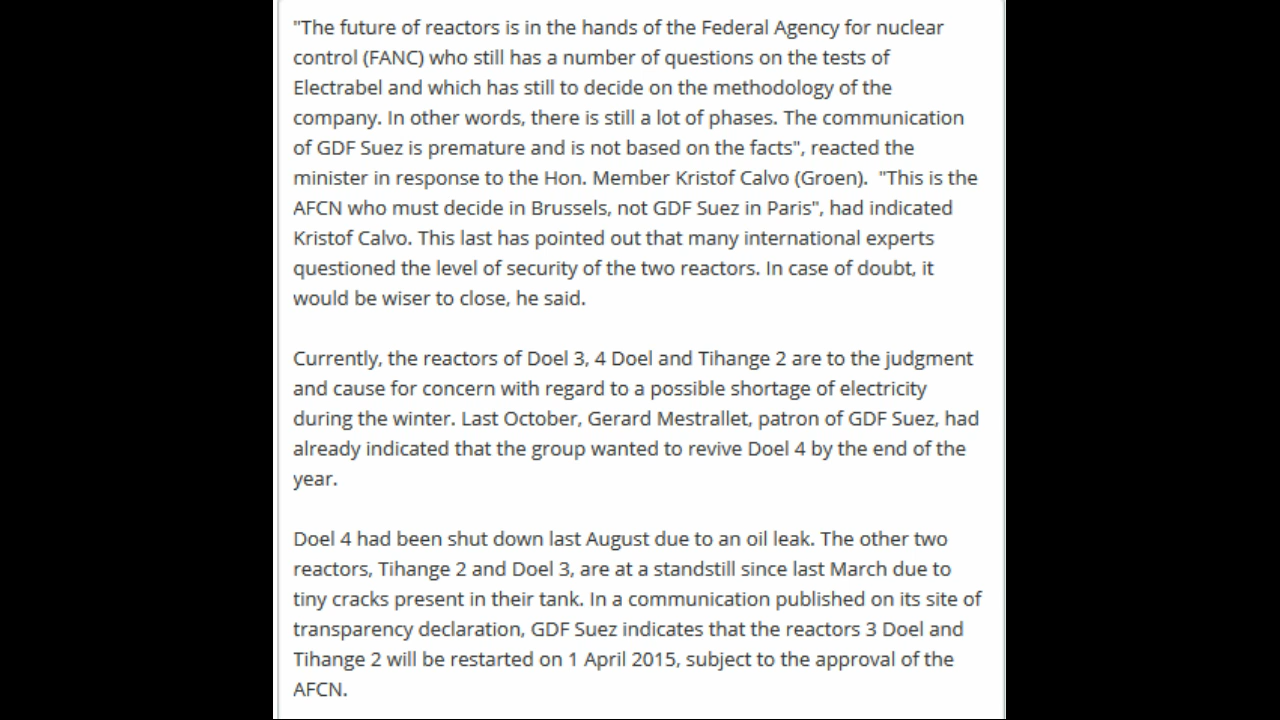 "The future of reactors is in the hands of the Federal Agency for nuclear
control (FANC) who still has a number of questions on the tests of
Electrabel and which has still to decide on the methodology of the
company. In other words, there is still a lot of phases. The communication
of GDF Suez is premature and is not based on the facts", reacted the
minister in response to the Hon. Member Kristof Calvo (Groen).  "This is the
AFCN who must decide in Brussels, not GDF Suez in Paris", had indicated
Kristof Calvo. This last has pointed out that many international experts
questioned the level of security of the two reactors. In case of doubt, it
would be wiser to close, he said.
Currently, the reactors of Doel 3, 4 Doel and Tihange 2 are to the judgment
and cause for concern with regard to a possible shortage of electricity
during the winter. Last October, Gerard Mestrallet, patron of GDF Suez, had
already indicated that the group wanted to revive Doel 4 by the end of the
year.
Doel 4 had been shut down last August due to an oil leak. The other two
reactors, Tihange 2 and Doel 3, are at a standstill since last March due to
tiny cracks present in their tank. In a communication published on its site of
transparency declaration, GDF Suez indicates that the reactors 3 Doel and
Tihange 2 will be restarted on 1 April 2015, subject to the approval of the
AFCN.